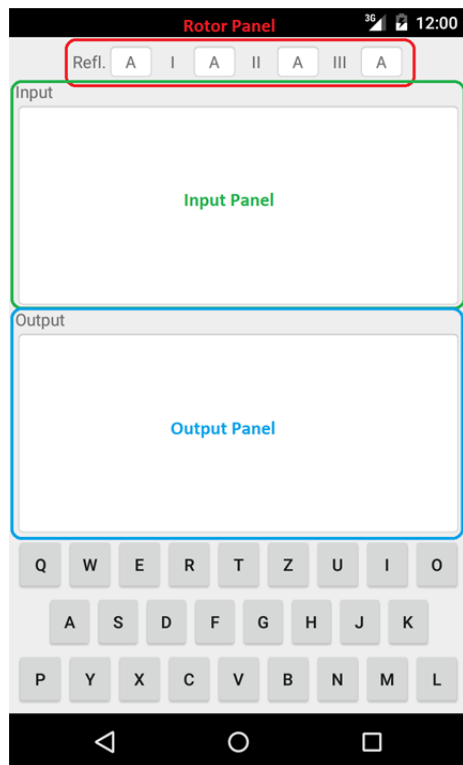 Rotor Panel 3G 12:00
Refl. A I A II A III A
Input
Input Panel
Output
Output Panel
Q W E R T Z U I O
A S D F G H J K
P Y X C V B N M L